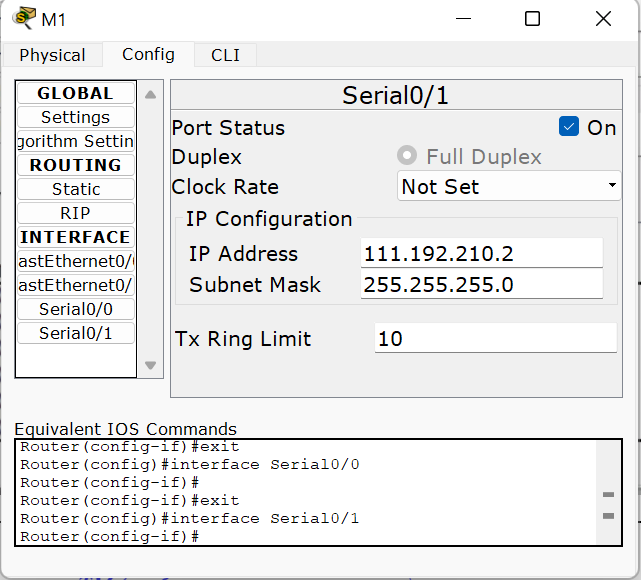 M1
Physical Config CLI
GLOBAL
Settings
gorithm Settin
ROUTING
Static
RIP
INTERFACE
astEthernet0/
astEthernet0/
Serial0/0
Serial0/1
Serial0/1
Port Status On
Duplex Full Duplex
Clock Rate Not Set
IP Configuration
IP Address 111.192.210.2
Subnet Mask 255.255.255.0
Tx Ring Limit 10
Equivalent IOS Commands
Router(config-if)#exit
Router(config)#interface Serial0/0
Router(config-if)#
Router(config-if)#exit
Router(config)#interface Serial0/1
Router(config-if)#